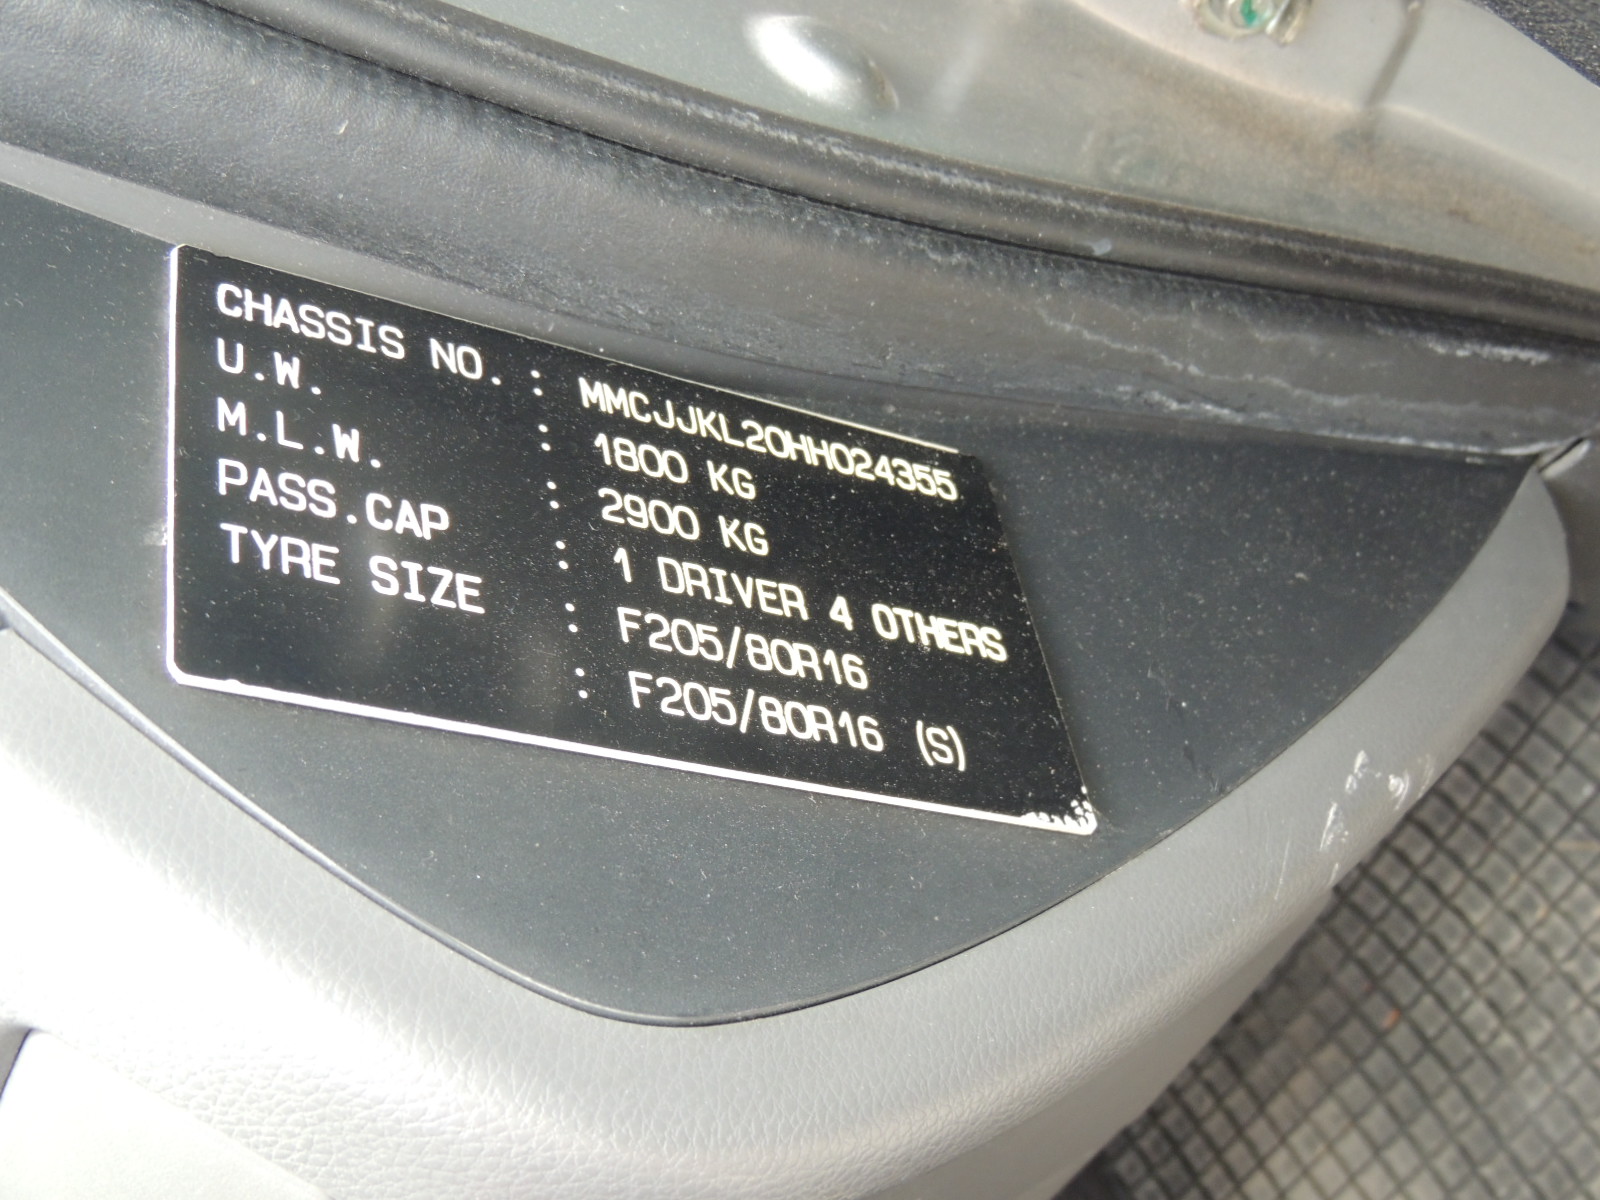 CHASSIS NO. : MMCJJKL20HH024355
U.W. : 1800 KG
M.L.W. : 2900 KG
PASS.CAP : 1 DRIVER 4 OTHERS
TYRE SIZE : F205/80R16
: F205/80R16 (S)